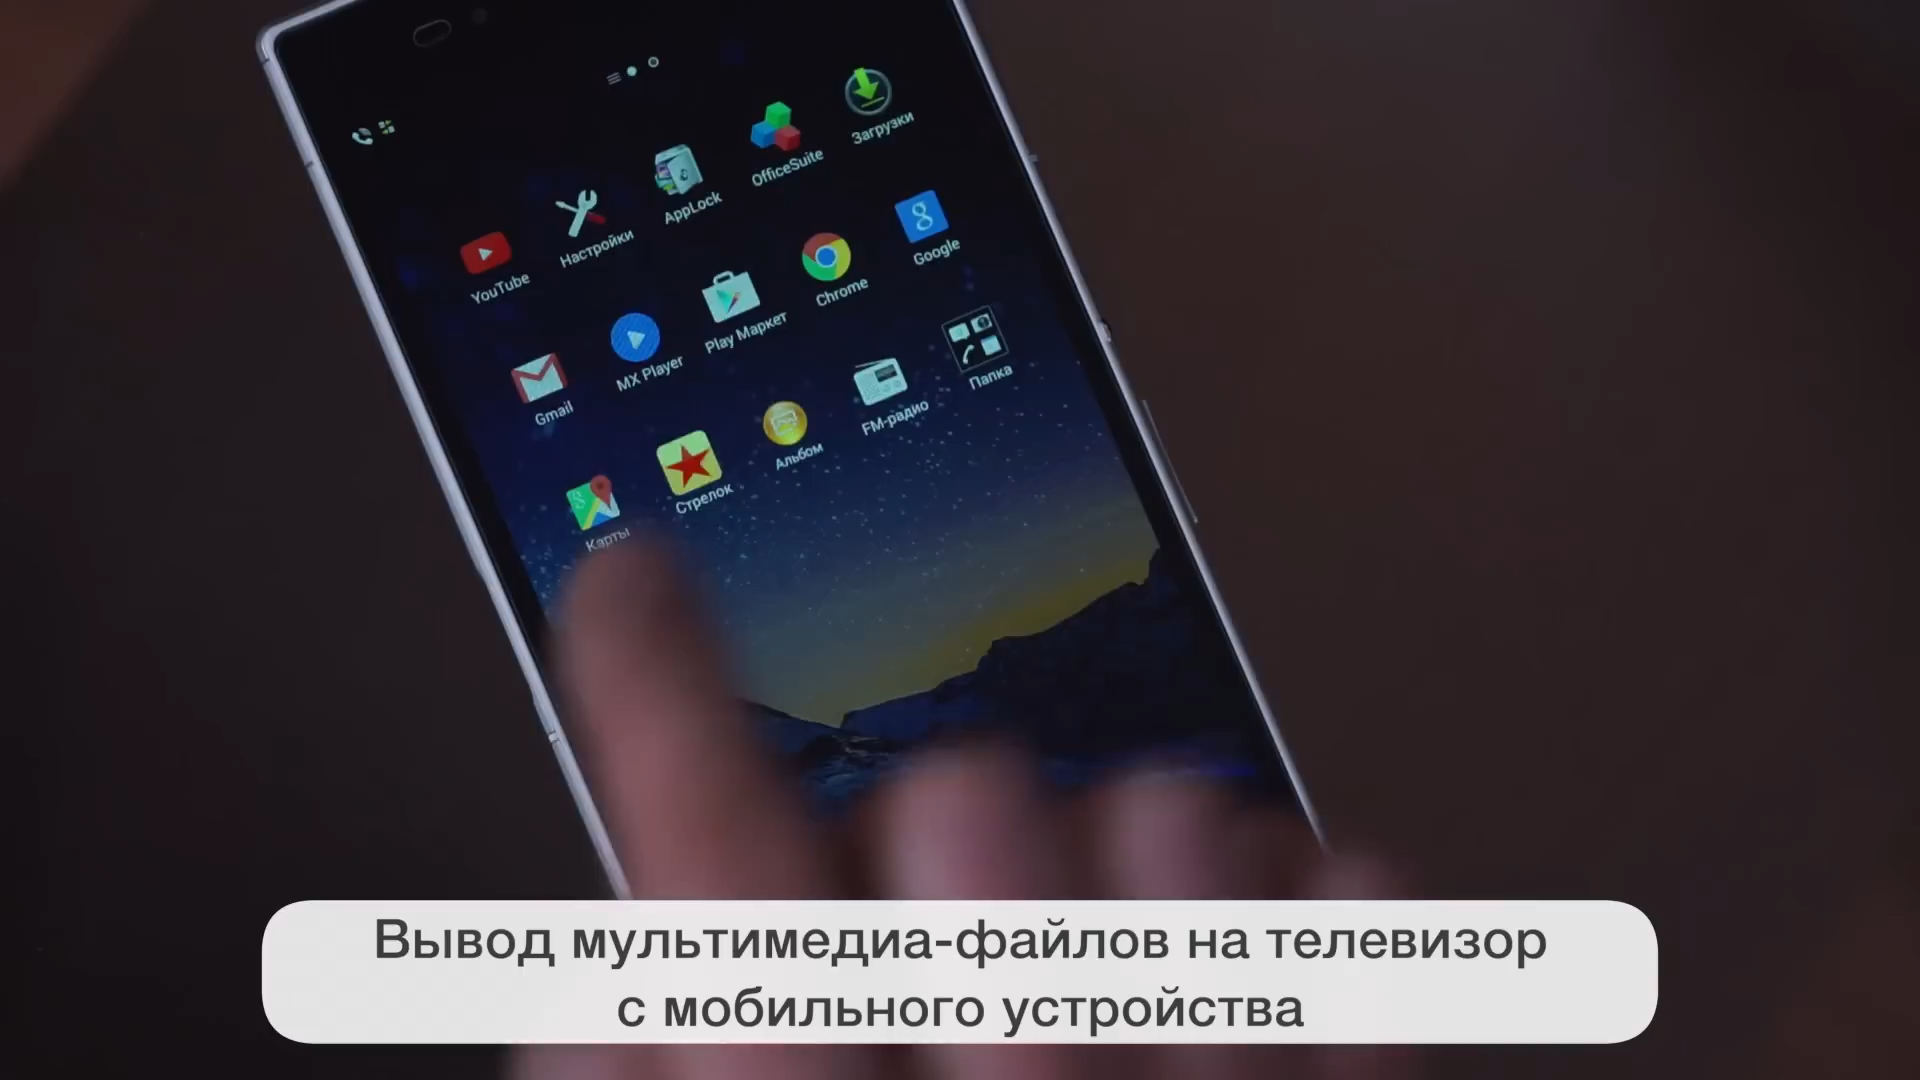 YouTube
Настройки
AppLock
OfficeSuite
Загрузки
Gmail
MX Player
Play Маркет
Chrome
Google
Карты
Стрелок
Альбом
FM-радио
Папка
Вывод мультимедиа-файлов на телевизор
с мобильного устройства